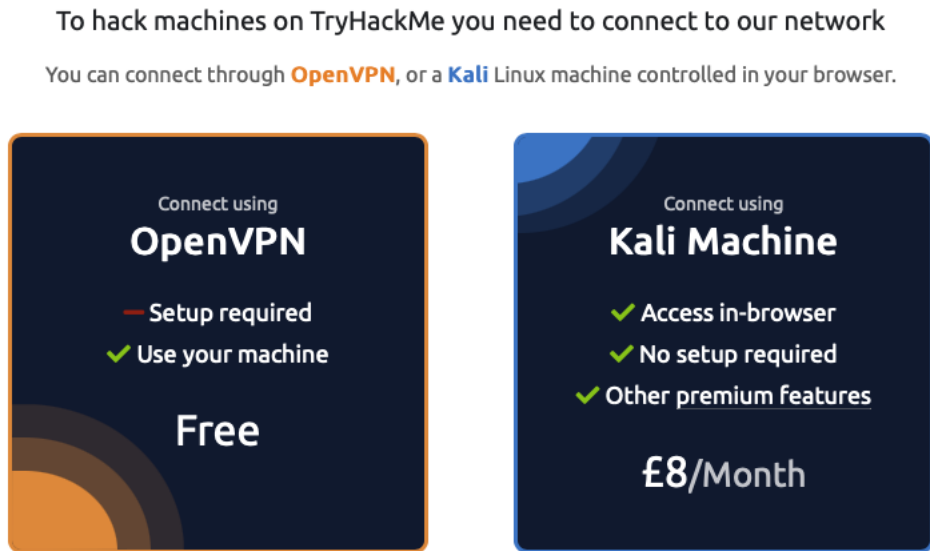 To hack machines on TryHackMe you need to connect to our network
You can connect through OpenVPN, or a Kali Linux machine controlled in your browser.
Connect using
OpenVPN
Setup required
Use your machine
Free
Connect using
Kali Machine
Access in-browser
No setup required
Other premium features
£8/Month